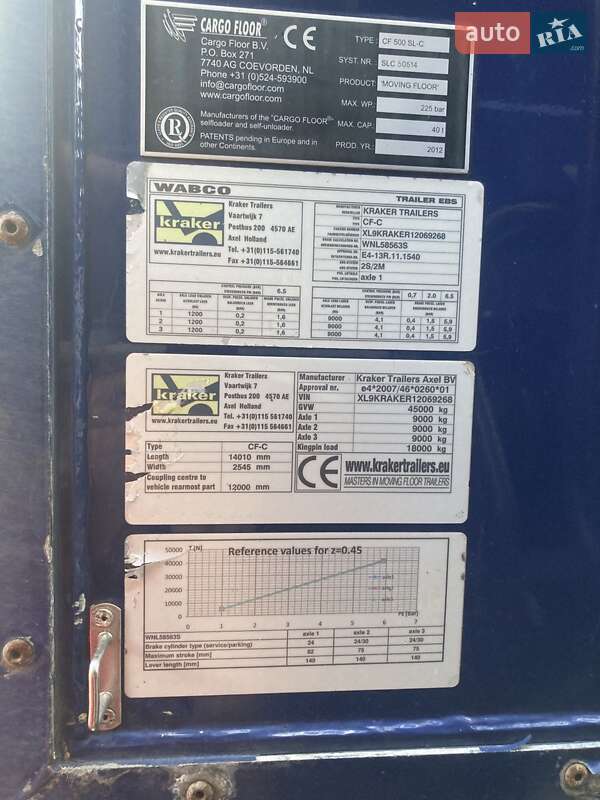 CARGO FLOOR®
Cargo Floor B.V.
P.O. Box 271
7740 AG COEVORDEN, NL
Phone +31 (0)524-593900
info@cargofloor.com
www.cargofloor.com
CE
TYPE: CF 500 SL-C
SYST. NR.: SLC 50514
PRODUCT: "MOVING FLOOR"
MAX. WP.: 225 bar
MAX. CAP.: 40 t
PROD. YR.: 2012
Manufacturers of the "CARGO FLOOR"®
selfloader and self-unloader.
PATENTS pending in Europe and in
other Continents.
R
auto RIA.com
WABCO
TRAILER EBS
kraker
www.krakertrailers.eu
Kraker Trailers
Vaartwijk 7
Postbus 200 4570 AE
Axel Holland
Tel. +31(0)115-561740
Fax +31(0)115-564661
KRAKER TRAILERS
CF-C
XL9KRAKER12069268
WNL58563S
E4-13R.11.1540
2S/2M
axle 1
6.5
0,7 2.0 6.5
1 1200 0,2 1,6 9000 4,1 0,4 1,5 5,9
2 1200 0,2 1,6 9000 4,1 0,4 1,5 5,9
3 1200 0,2 1,6 9000 4,1 0,4 1,5 5,9
kraker
www.krakertrailers.eu
Kraker Trailers
Vaartwijk 7
Postbus 200 4570 AE
Axel Holland
Tel. +31(0)115 561740
Fax +31(0)115 564661
Manufacturer Kraker Trailers Axel BV
Approval nr. e4*2007/46*0260*01
VIN XL9KRAKER12069268
GVW 45000 kg
Axle 1 9000 kg
Axle 2 9000 kg
Axle 3 9000 kg
Kingpin load 18000 kg
Type CF-C
Length 14010 mm
Width 2545 mm
Coupling centre to
vehicle rearmost part 12000 mm
CE
www.krakertrailers.eu
MASTERS IN MOVING FLOOR TRAILERS
Reference values for z=0.45
T [N]
50000
40000
30000
20000
10000
0
0 1 2 3 4 5 6 7
WNL58563S axle 1 axle 2 axle 3
Brake cylinder type (service/parking) 24 24/30 24/30
Maximum stroke [mm] 62 75 75
Lever length [mm] 140 140 140